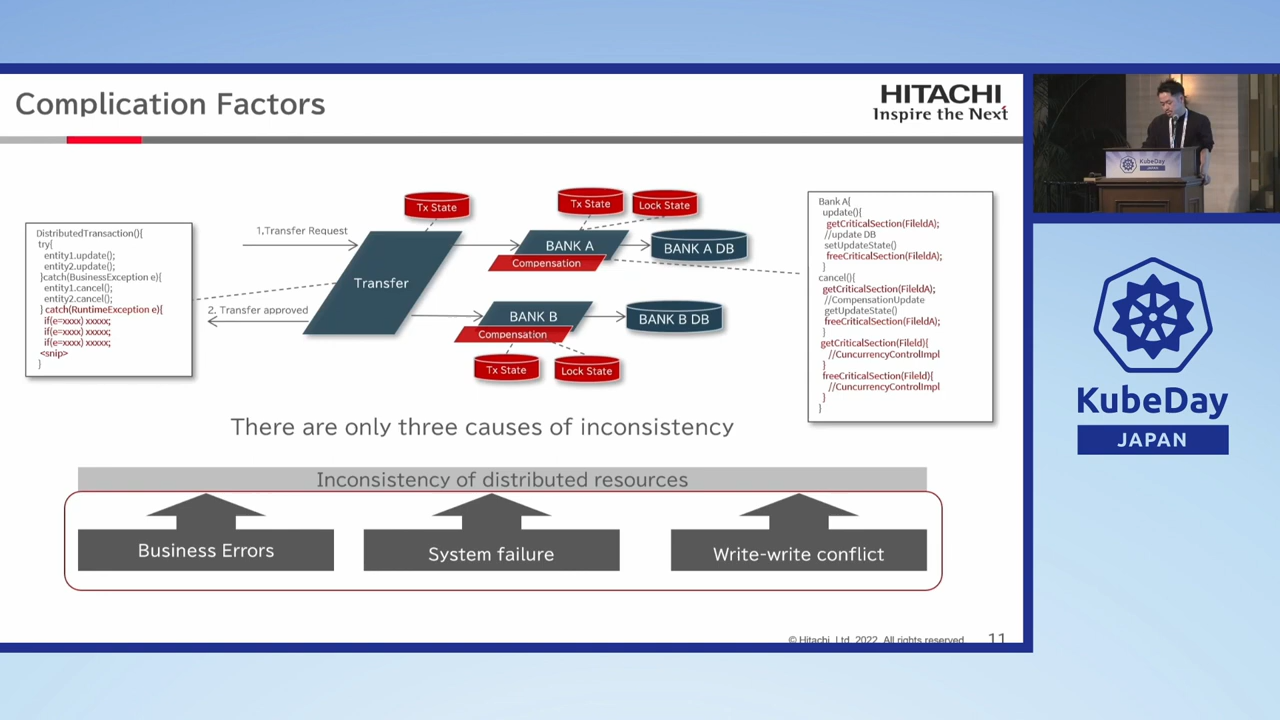 Complication Factors
HITACHI
Inspire the Next
DistributedTransaction(){
try{
entity1.update();
entity2.update();
}catch(BusinessException e){
entity1.cancel();
entity2.cancel();
} catch(RuntimeException e){
if(e=xxxx) xxxxx;
if(e=xxxx) xxxxx;
if(e=xxxx) xxxxx;
<snip>
}
1.Transfer Request
2. Transfer approved
Transfer
Tx State
Tx State
Lock State
BANK A
Compensation
BANK A DB
BANK B
Compensation
BANK B DB
Tx State
Lock State
Bank A{
update(){
getCriticalSection(FileldA);
//update DB
setUpdateState()
freeCriticalSection(FileldA);
}
cancel(){
getCriticalSection(FileldA);
//CompensationUpdate
getUpdateState()
freeCriticalSection(FileldA);
}
getCriticalSection(Fileld){
//CuncurrencyControlImpl
}
freeCriticalSection(Fileld){
//CuncurrencyControlImpl
}
}
There are only three causes of inconsistency
Inconsistency of distributed resources
Business Errors
System failure
Write-write conflict
© Hitachi, Ltd. 2022. All rights reserved.
11
KubeDay
JAPAN
KubeDay
JAPAN